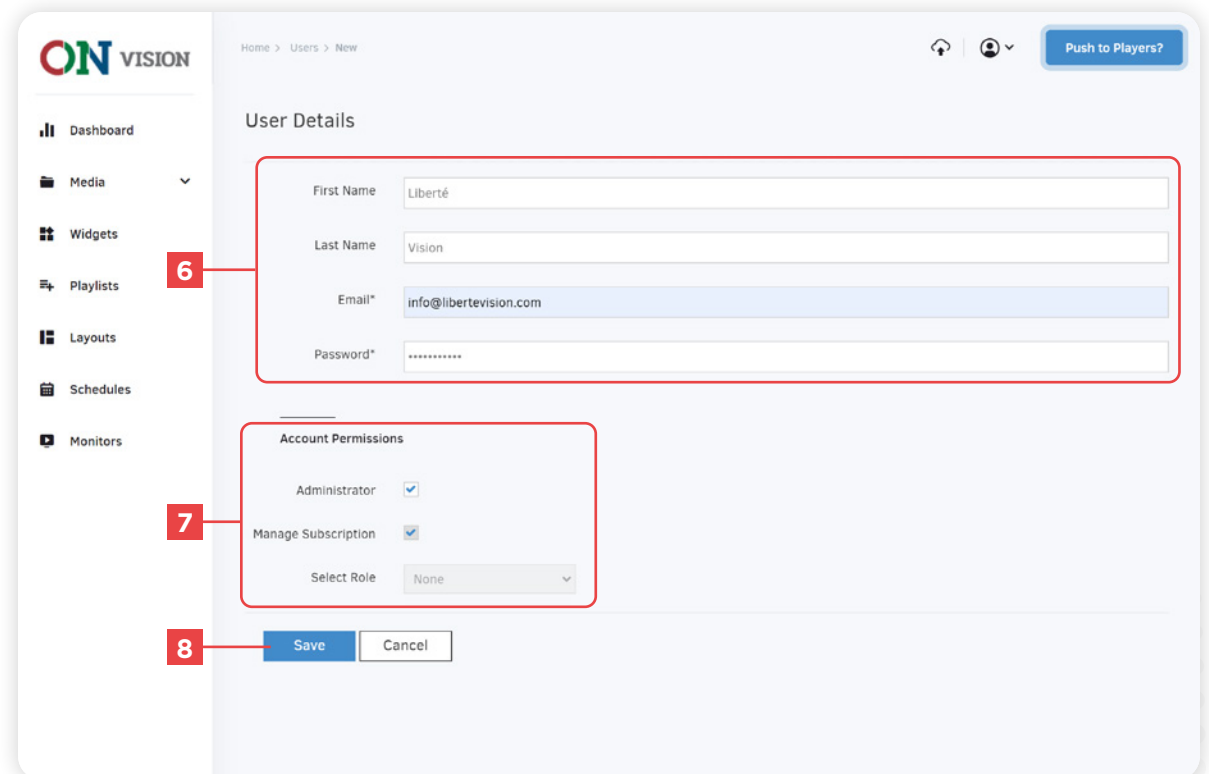 ON VISION
Home > Users > New
Push to Players?
Dashboard
Media
Widgets
Playlists
Layouts
Schedules
Monitors
User Details
6
First Name
Liberté
Last Name
Vision
Email*
info@libertevision.com
Password*
•••••••••••
7
Account Permissions
Administrator
Manage Subscription
Select Role
None
8
Save
Cancel